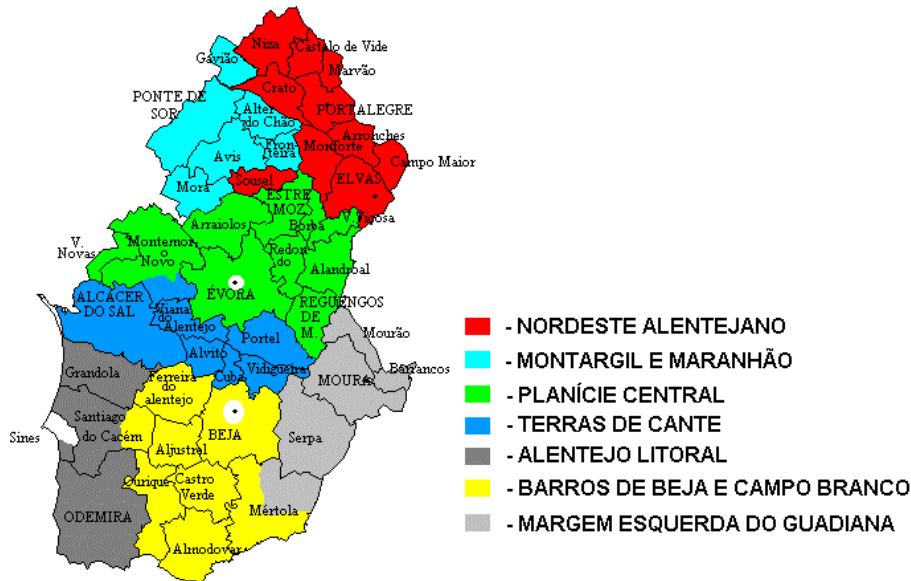 Niza
Castelo de Vide
Gavião
Marvão
Crato
PONTE DE
SOR
Alter
do Chão
PORTALEGRE
Arronches
Fron-
teira
Monforte
Avis
Campo Maior
Mora
Sousel
ELVAS
ESTRE
MOZ
V. Viçosa
Arraiolos
Borba
V.
Novas
Montemor
o
Novo
Redon
do
Alandroal
ÉVORA
ALCACER
DO SAL
REGUENGOS
DE
M.
Viana
do
Alentejo
Mourão
Portel
Alvito
Barrancos
Grandola
Ferreira
do
alentejo
Cuba
Vidigueira
MOURA
Santiago
do Cacém
Sines
BEJA
Serpa
Aljustrel
Ourique
Castro
Verde
Mértola
ODEMIRA
Almodovar
- NORDESTE ALENTEJANO
- MONTARGIL E MARANHÃO
- PLANÍCIE CENTRAL
- TERRAS DE CANTE
- ALENTEJO LITORAL
- BARROS DE BEJA E CAMPO BRANCO
- MARGEM ESQUERDA DO GUADIANA